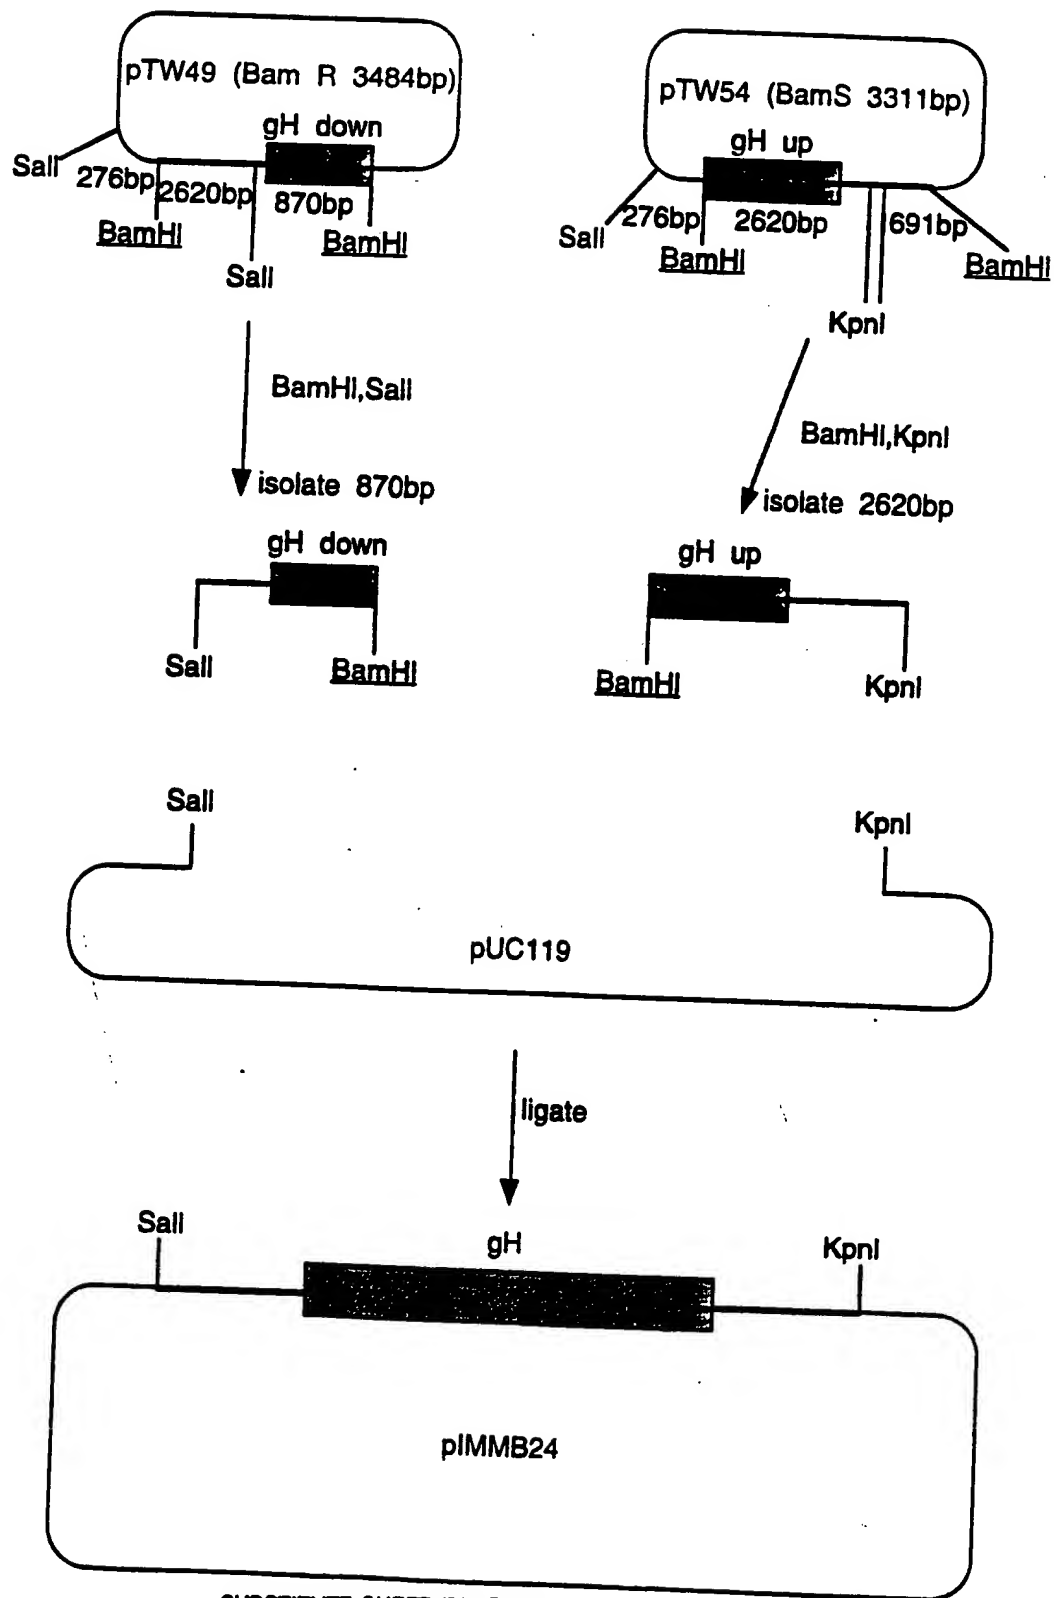 pTW49 (Bam R 3484bp)
gH down
SalI
276bp
2620bp
870bp
BamHI
BamHI
SalI
pTW54 (BamS 3311bp)
gH up
SalI
276bp
2620bp
691bp
BamHI
BamHI
KpnI
BamHI,SalI
BamHI,KpnI
isolate 870bp
isolate 2620bp
gH down
gH up
SalI
BamHI
BamHI
KpnI
SalI
KpnI
pUC119
ligate
SalI
gH
KpnI
pIMMB24